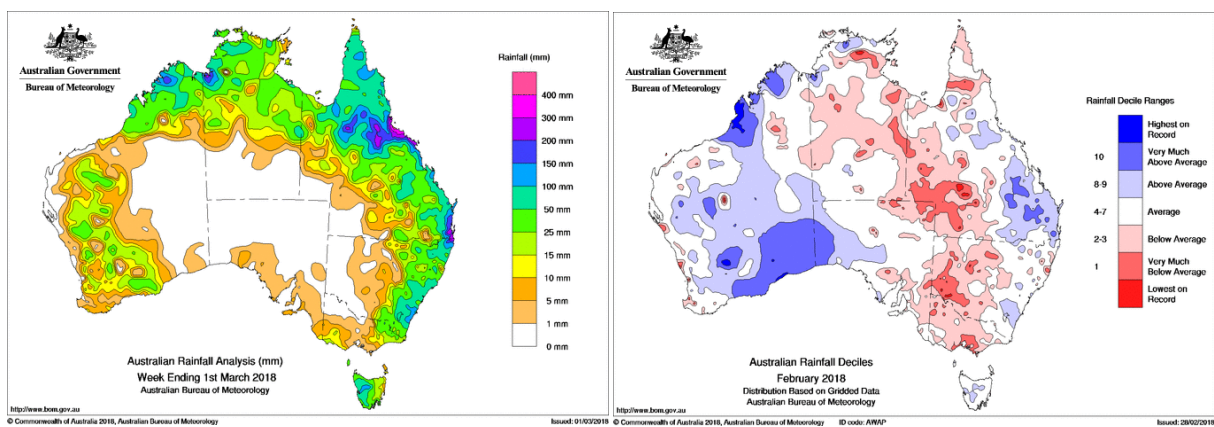 Australian Government
Bureau of Meteorology
Rainfall (mm)
400 mm
300 mm
200 mm
150 mm
100 mm
50 mm
25 mm
15 mm
10 mm
5 mm
1 mm
0 mm
Australian Rainfall Analysis (mm)
Week Ending 1st March 2018
Australian Bureau of Meteorology
http://www.bom.gov.au
© Commonwealth of Australia 2018, Australian Bureau of Meteorology
Issued: 01/03/2018
Australian Government
Bureau of Meteorology
Rainfall Decile Ranges
Highest on
Record
10 Very Much
Above Average
8-9 Above Average
4-7 Average
2-3 Below Average
1 Very Much
Below Average
Lowest on
Record
Australian Rainfall Deciles
February 2018
Distribution Based on Gridded Data
Australian Bureau of Meteorology
http://www.bom.gov.au
© Commonwealth of Australia 2018, Australian Bureau of Meteorology
ID code: AWAP
Issued: 28/02/2018